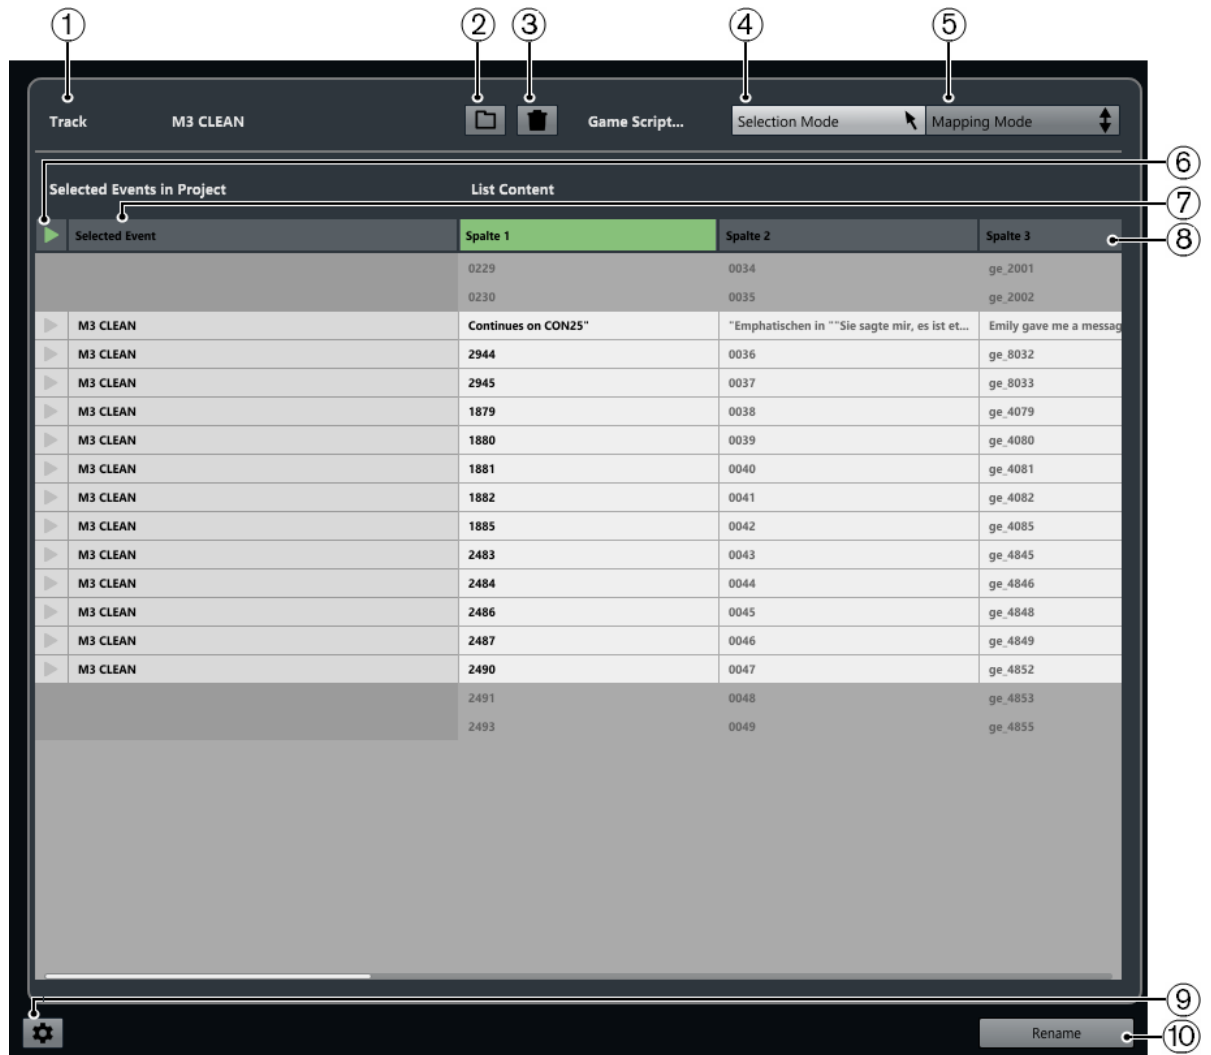 1 2 3 4 5
Track M3 CLEAN Game Script... Selection Mode Mapping Mode
6
Selected Events in Project List Content
7
Selected Event Spalte 1 Spalte 2 Spalte 3 8
0229 0034 ge_2001
0230 0035 ge_2002
M3 CLEAN Continues on CON25" "Emphatischen in ""Sie sagte mir, es ist et... Emily gave me a messag
M3 CLEAN 2944 0036 ge_8032
M3 CLEAN 2945 0037 ge_8033
M3 CLEAN 1879 0038 ge_4079
M3 CLEAN 1880 0039 ge_4080
M3 CLEAN 1881 0040 ge_4081
M3 CLEAN 1882 0041 ge_4082
M3 CLEAN 1885 0042 ge_4085
M3 CLEAN 2483 0043 ge_4845
M3 CLEAN 2484 0044 ge_4846
M3 CLEAN 2486 0045 ge_4848
M3 CLEAN 2487 0046 ge_4849
M3 CLEAN 2490 0047 ge_4852
2491 0048 ge_4853
2493 0049 ge_4855
9
Rename 10